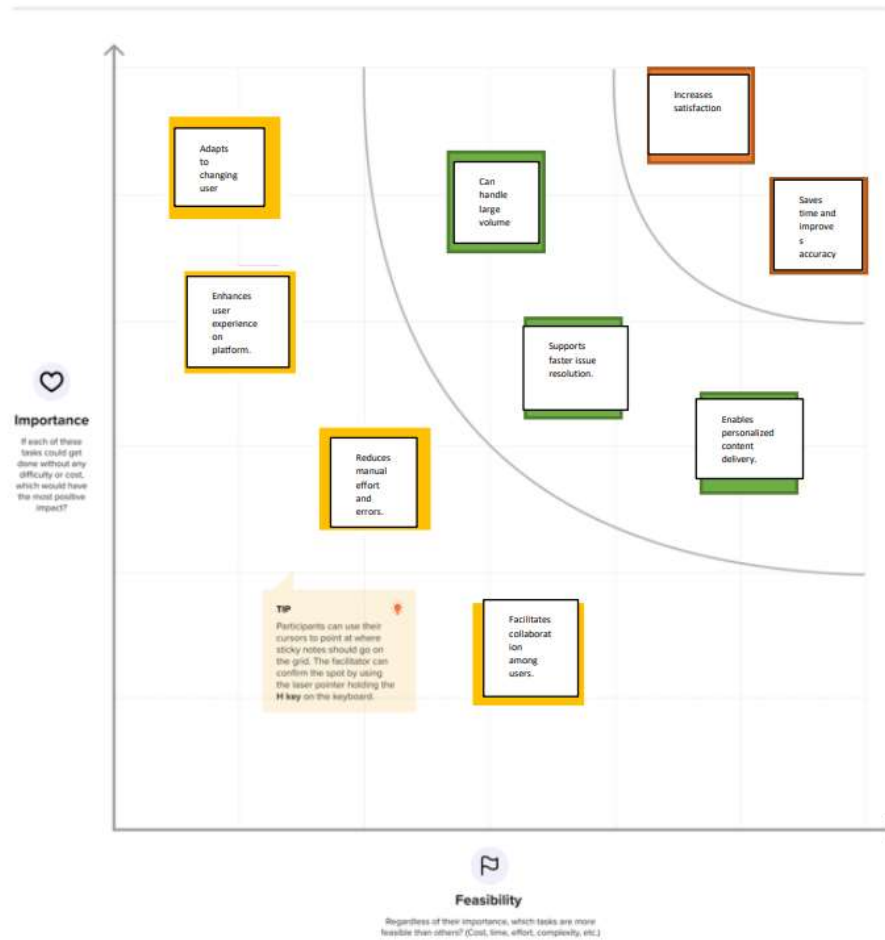 Increases
satisfaction
Adapts
to
changing
user
Can
handle
large
volume
Saves
time and
improve
s
accuracy
Enhances
user
experience
on
platform.
Supports
faster issue
resolution.
Importance
If each of these
tasks could get
done without any
difficulty or cost,
which would have
the most positive
impact?
Enables
personalized
content
delivery.
Reduces
manual
effort
and
errors.
TIP
Participants can use their
cursors to point at where
sticky notes should go on
the grid. The facilitator can
confirm the spot by using
the laser pointer holding the
H key on the keyboard.
Facilitates
collaborat
ion
among
users.
Feasibility
Regardless of their importance, which tasks are more
feasible than others? (Cost, time, effort, complexity, etc.)